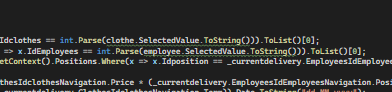 Idclothes == int.Parse(clothe.SelectedValue.ToString())).ToList()[0];
=> x.IdEmployees == int.Parse(employee.SelectedValue.ToString())).ToList()[0];
etContext().Positions.Where(x => x.Idposition == _currentdelivery.EmployeesIdEmployee
thesIdclothesNavigation.Price * (_currentdelivery.EmployeesIdEmployeesNavigation.Pos